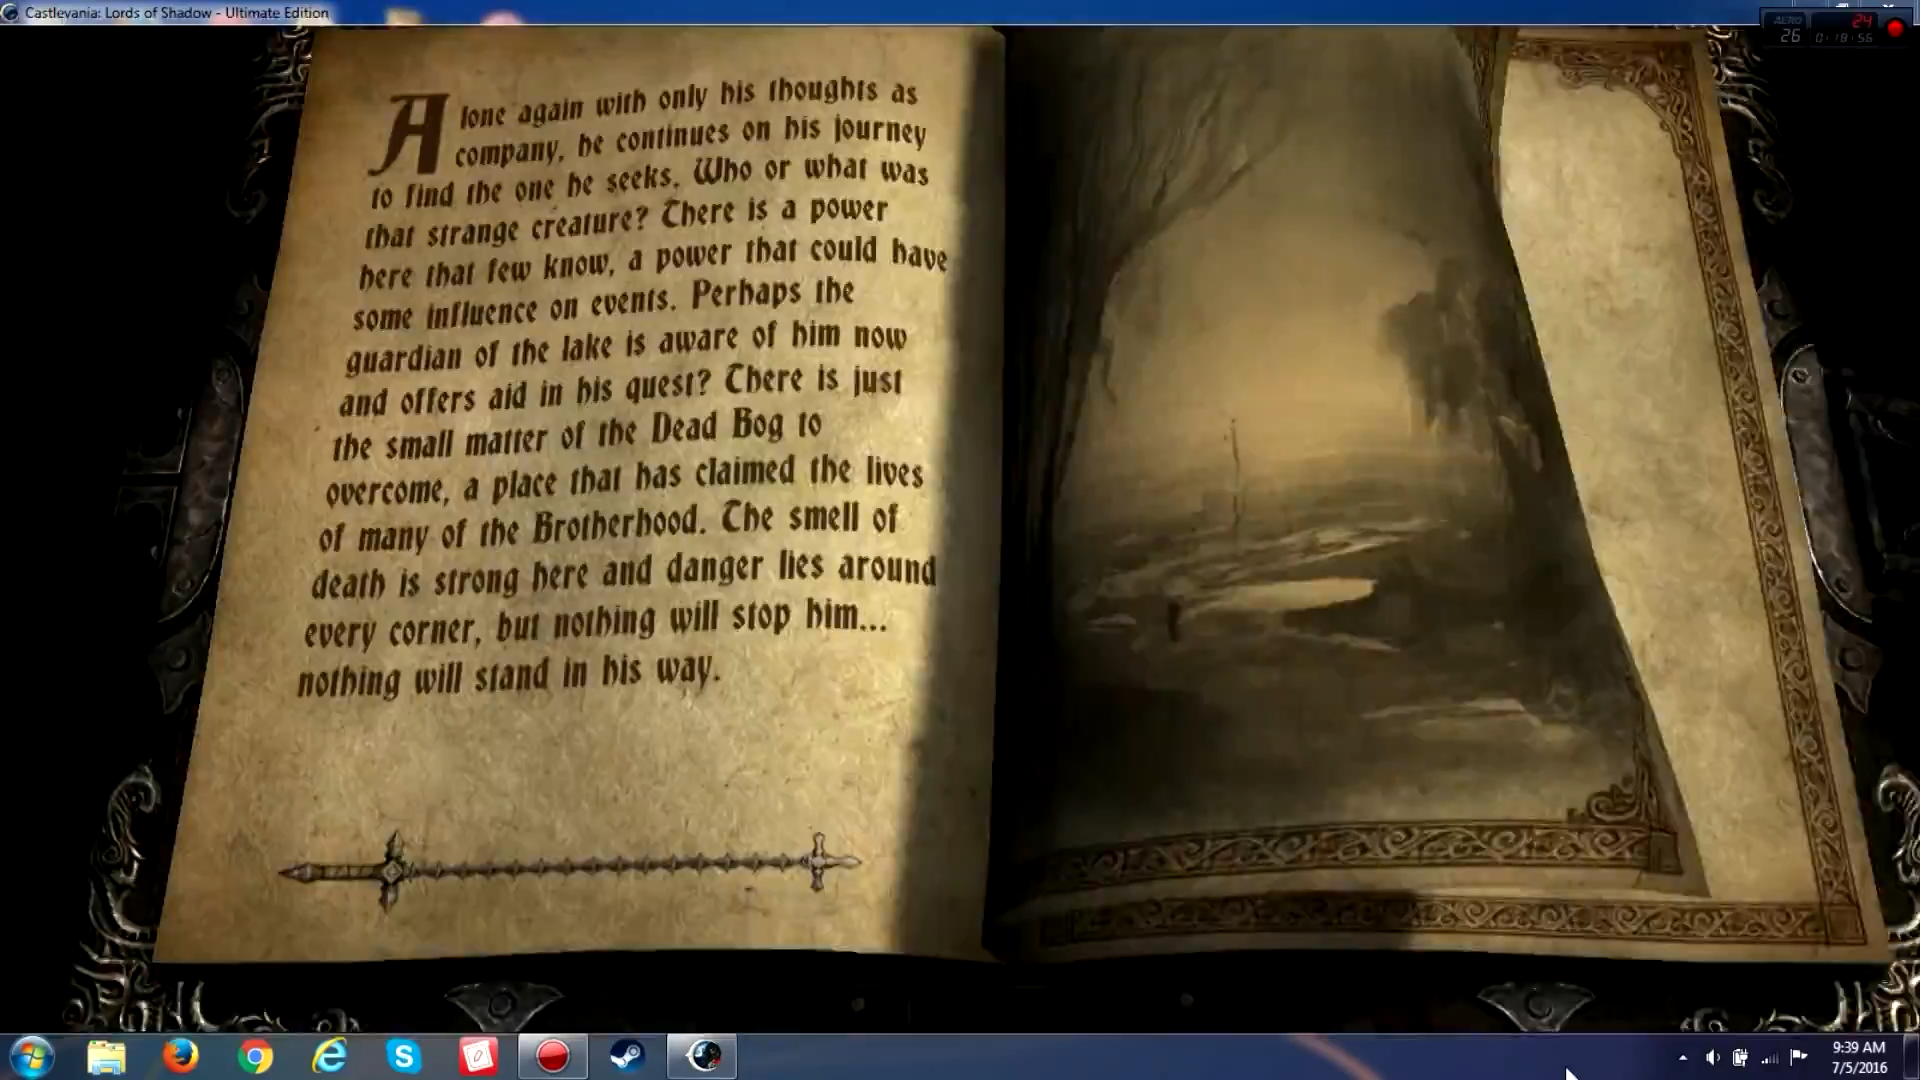 Castlevania: Lords of Shadow - Ultimate Edition
AERO
26
24
0:18:56
Alone again with only his thoughts as
company, he continues on his journey
to find the one he seeks. Who or what was
that strange creature? There is a power
here that few know, a power that could have
some influence on events. Perhaps the
guardian of the lake is aware of him now
and offers aid in his quest? There is just
the small matter of the Dead Bog to
overcome, a place that has claimed the lives
of many of the Brotherhood. The smell of
death is strong here and danger lies around
every corner, but nothing will stop him...
nothing will stand in his way.
9:39 AM
7/5/2016